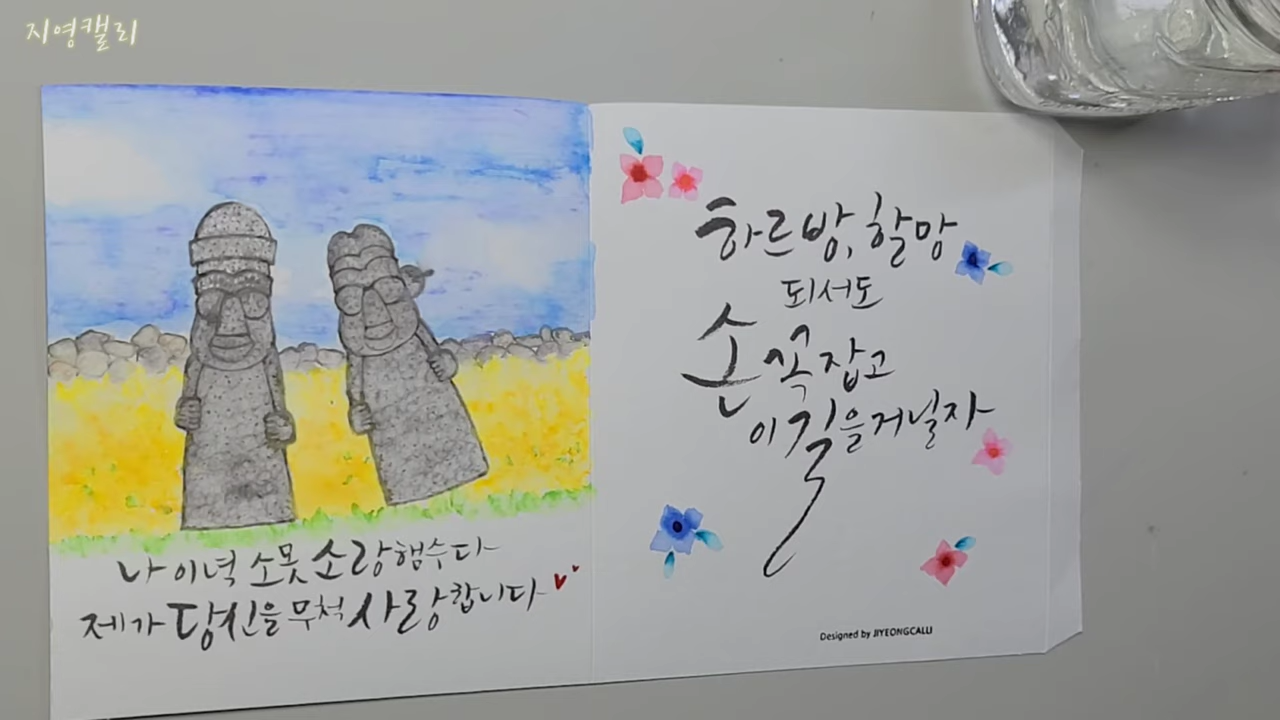 지영캘리
나 이녁 소못 소랑햄수다
제가 당신을 무척 사랑합니다
하르방, 할망
되서도
손 꼭 잡고
이 길을 거닐자
Designed by JIYEONGCALLI